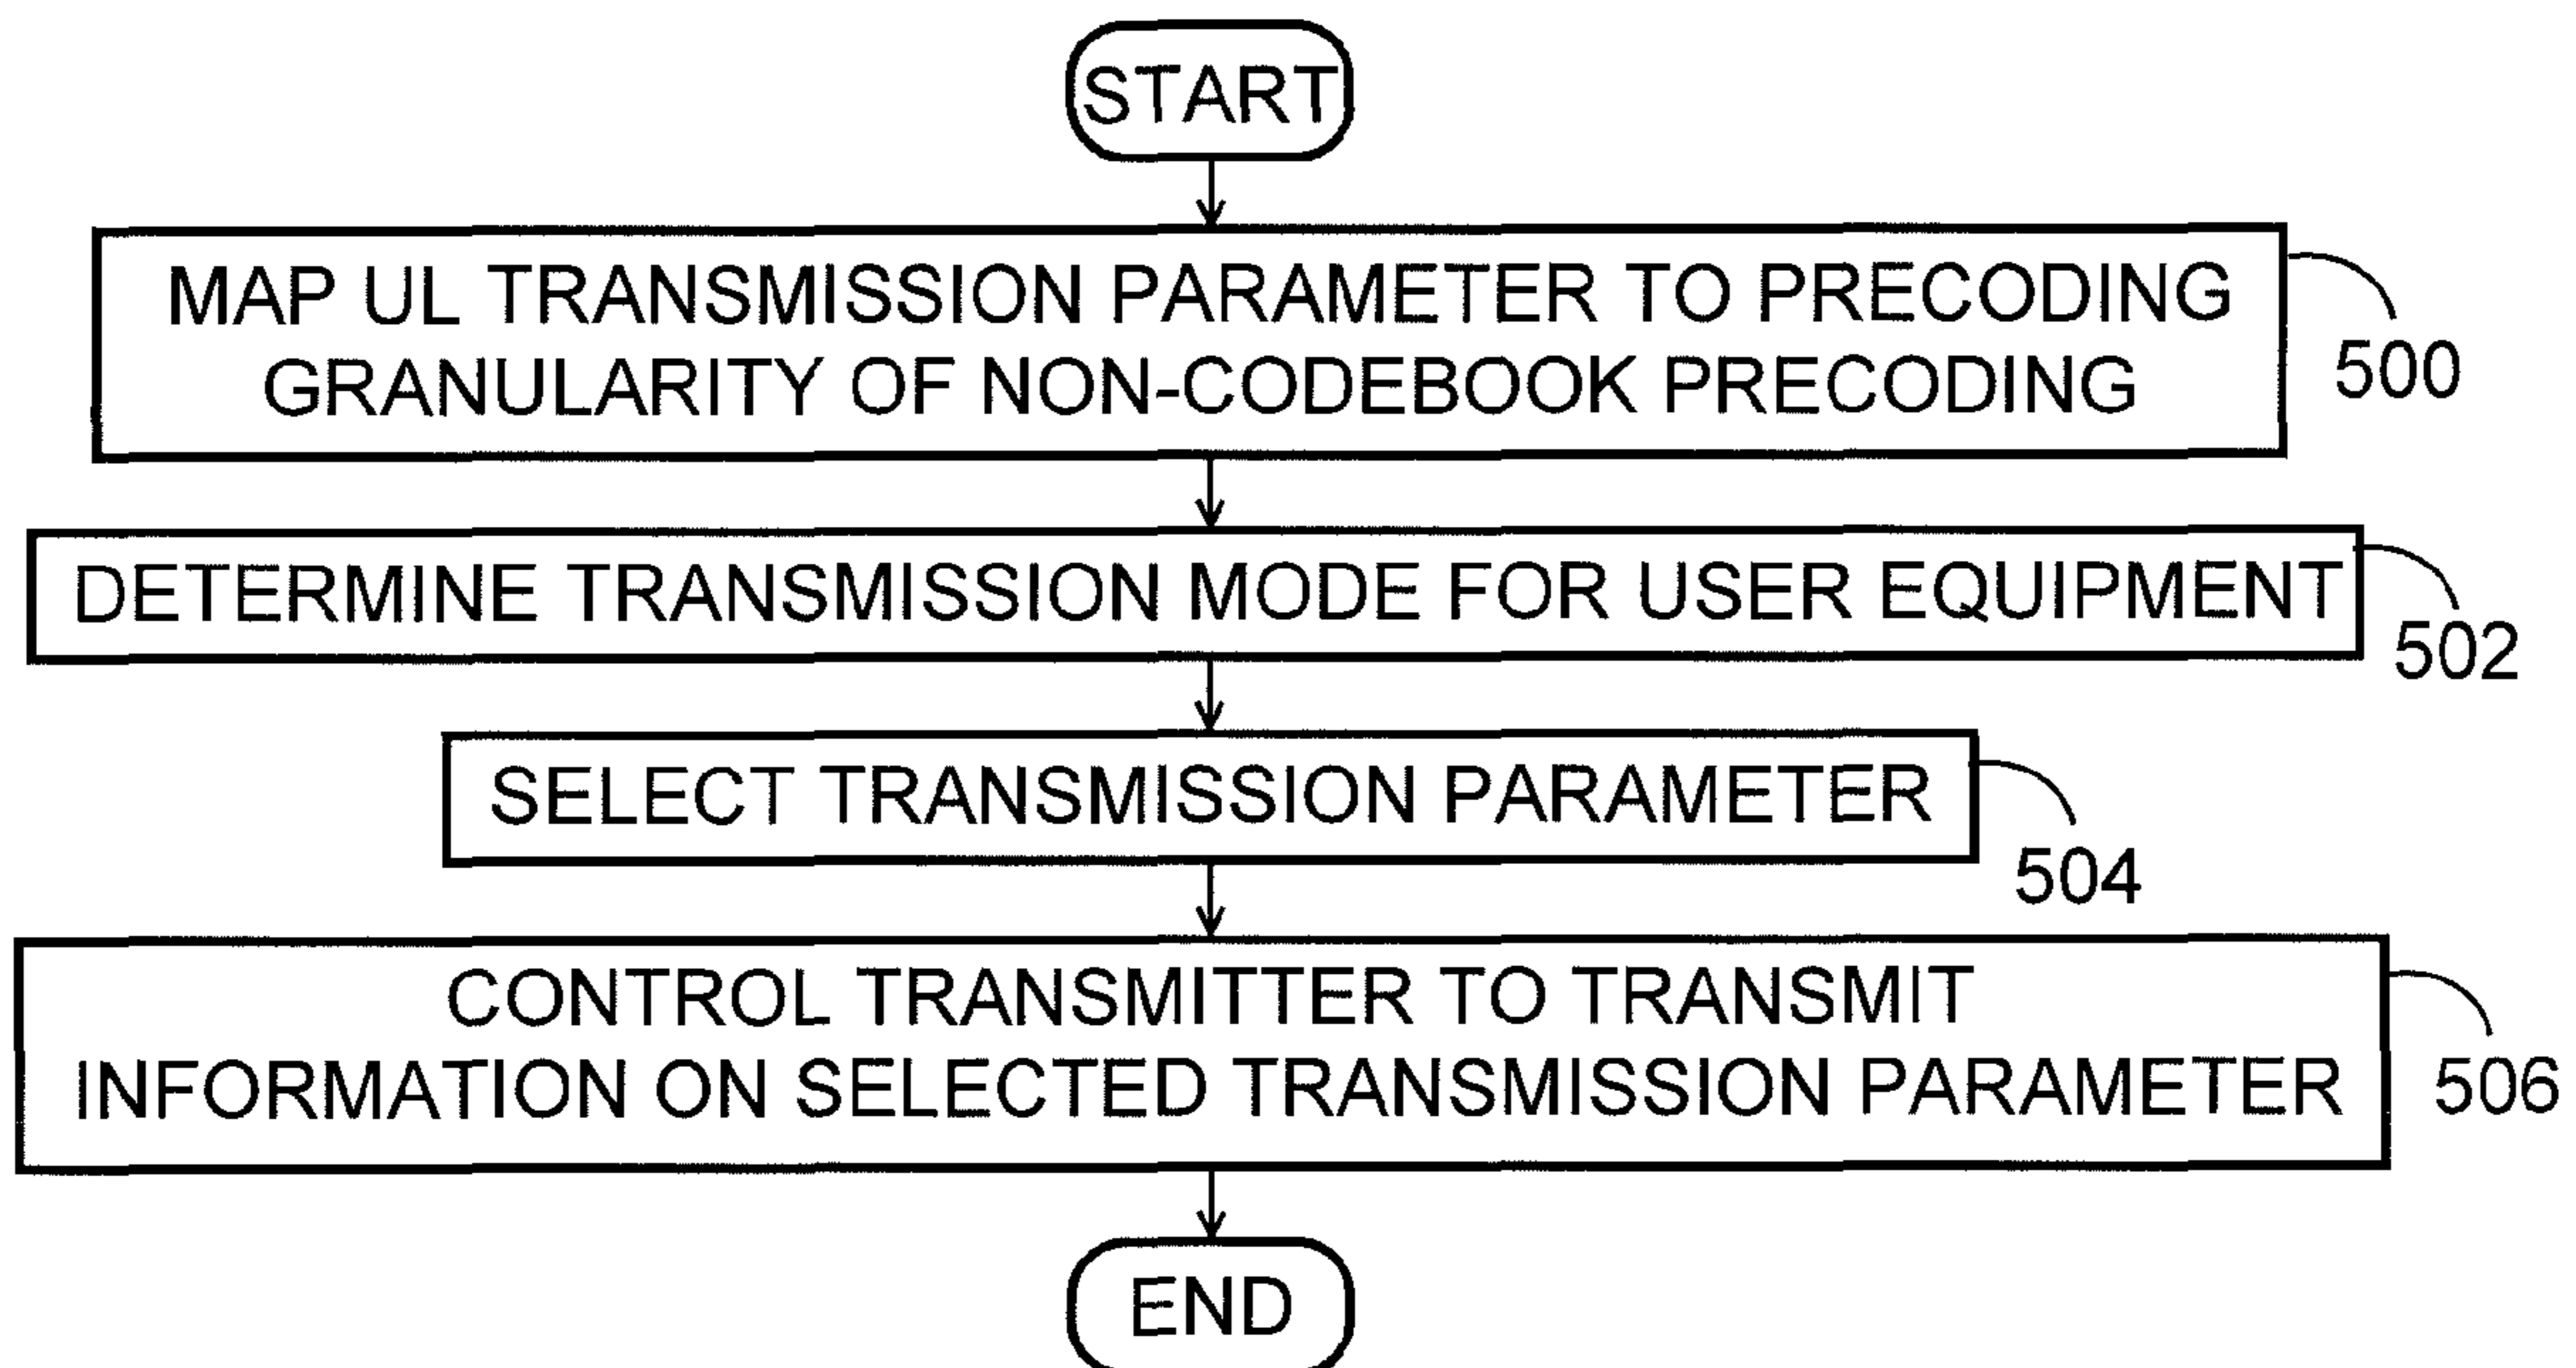 START
MAP UL TRANSMISSION PARAMETER TO PRECODING
GRANULARITY OF NON-CODEBOOK PRECODING
500
DETERMINE TRANSMISSION MODE FOR USER EQUIPMENT
502
SELECT TRANSMISSION PARAMETER
504
CONTROL TRANSMITTER TO TRANSMIT
INFORMATION ON SELECTED TRANSMISSION PARAMETER
506
END